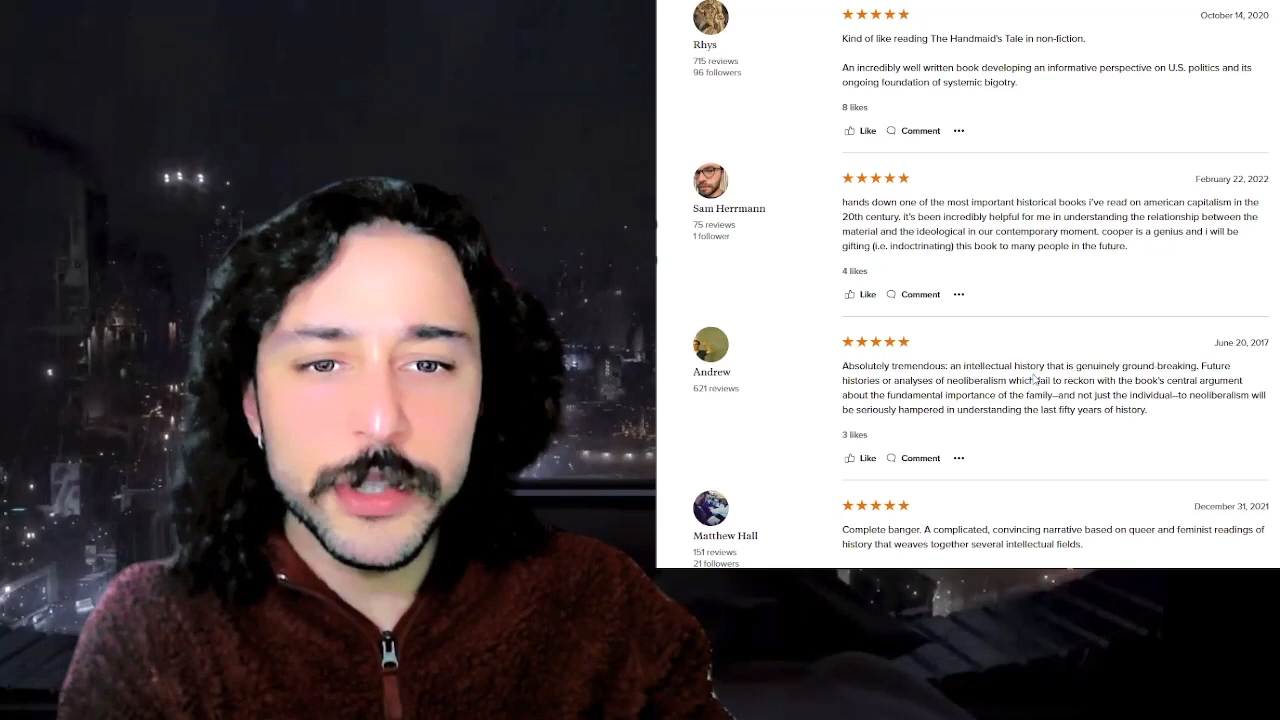 Rhys
715 reviews
96 followers
October 14, 2020
Kind of like reading The Handmaid's Tale in non-fiction.
An incredibly well written book developing an informative perspective on U.S. politics and its
ongoing foundation of systemic bigotry.
8 likes
Like Comment
Sam Herrmann
75 reviews
1 follower
February 22, 2022
hands down one of the most important historical books i've read on american capitalism in the
20th century. it's been incredibly helpful for me in understanding the relationship between the
material and the ideological in our contemporary moment. cooper is a genius and i will be
gifting (i.e. indoctrinating) this book to many people in the future.
4 likes
Like Comment
Andrew
621 reviews
June 20, 2017
Absolutely tremendous: an intellectual history that is genuinely ground-breaking. Future
histories or analyses of neoliberalism which fail to reckon with the book's central argument
about the fundamental importance of the family—and not just the individual—to neoliberalism will
be seriously hampered in understanding the last fifty years of history.
3 likes
Like Comment
Matthew Hall
151 reviews
21 followers
December 31, 2021
Complete banger. A complicated, convincing narrative based on queer and feminist readings of
history that weaves together several intellectual fields.